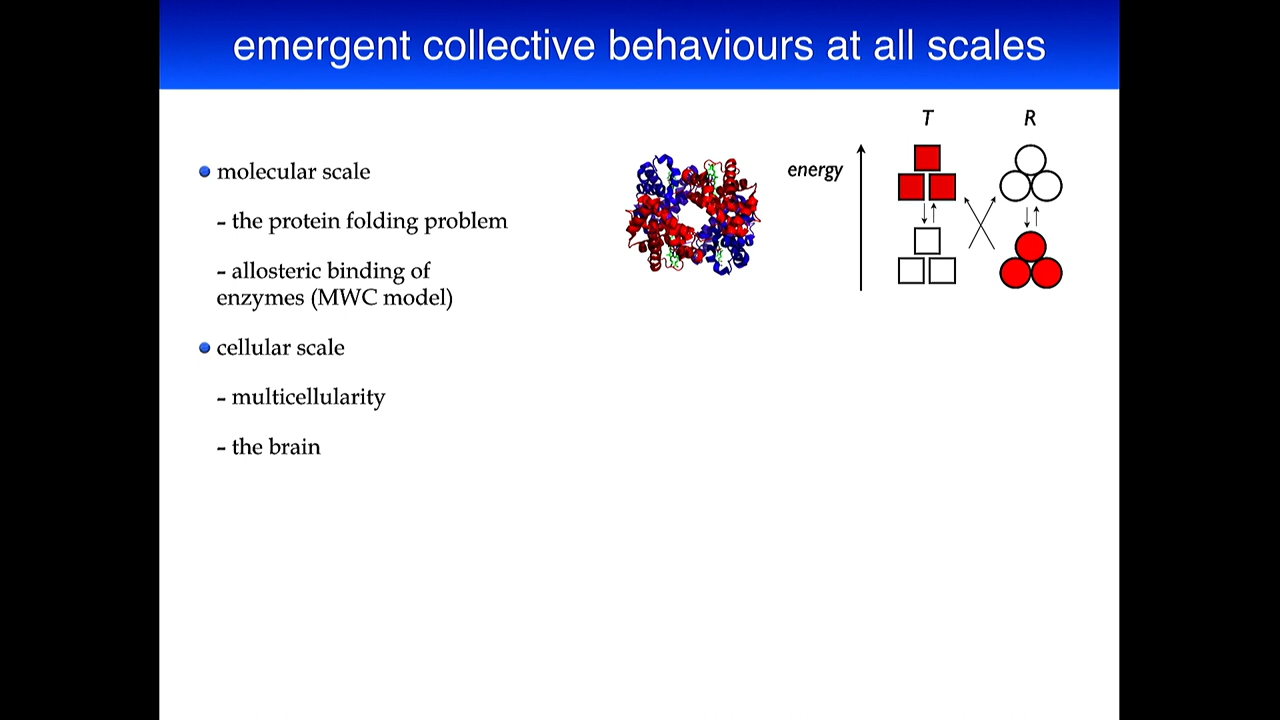 emergent collective behaviours at all scales
molecular scale
- the protein folding problem
- allosteric binding of
enzymes (MWC model)
cellular scale
- multicellularity
- the brain
T
R
energy